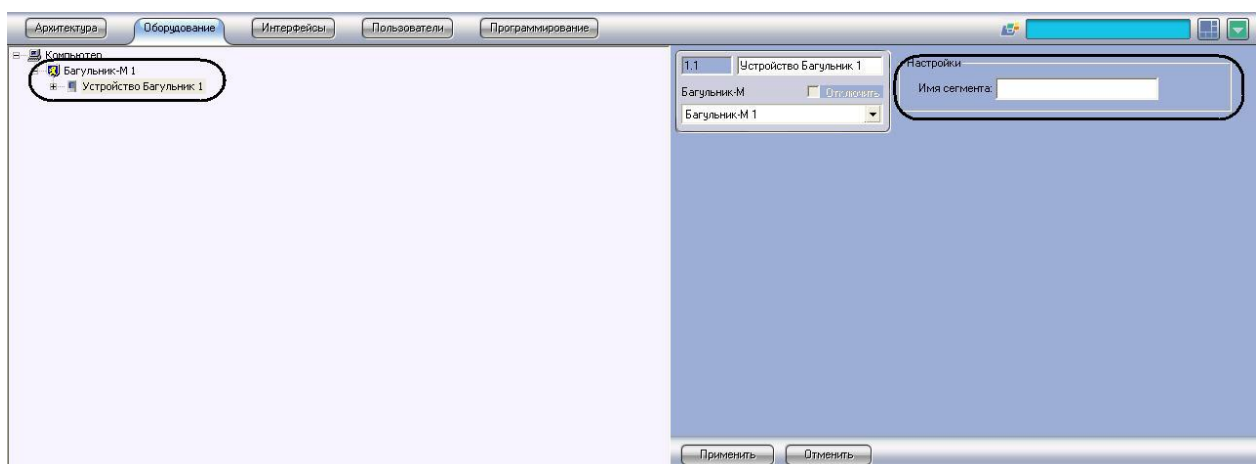 Архитектура Оборудование Интерфейсы Пользователи Программирование
Компьютер
Багульник-М 1
Устройство Багульник 1
1.1 Устройство Багульник 1
Багульник-М Отключить
Багульник-М 1
Настройки
Имя сегмента:
Применить Отменить